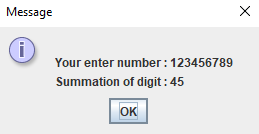 Message
Your enter number : 123456789
Summation of digit : 45
OK